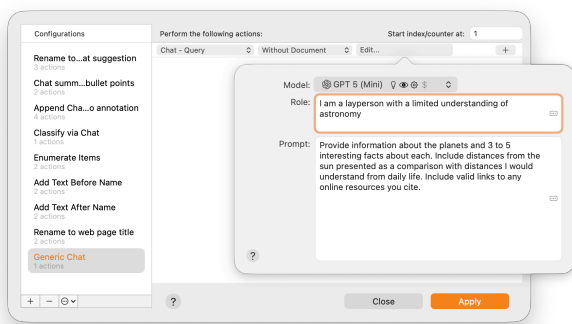 Configurations
Perform the following actions:
Start index/counter at: 1
Chat - Query
Without Document
Edit...
+
Rename to...at suggestion
3 actions
Chat summ...bullet points
2 actions
Append Cha...o annotation
4 actions
Classify via Chat
1 actions
Enumerate Items
2 actions
Add Text Before Name
2 actions
Add Text After Name
2 actions
Rename to web page title
2 actions
Generic Chat
1 actions
Model: GPT 5 (Mini) $
Role: I am a layperson with a limited understanding of
astronomy
Prompt: Provide information about the planets and 3 to 5
interesting facts about each. Include distances from the
sun presented as a comparison with distances I would
understand from daily life. Include valid links to any
online resources you cite.
?
+ −
?
Close
Apply